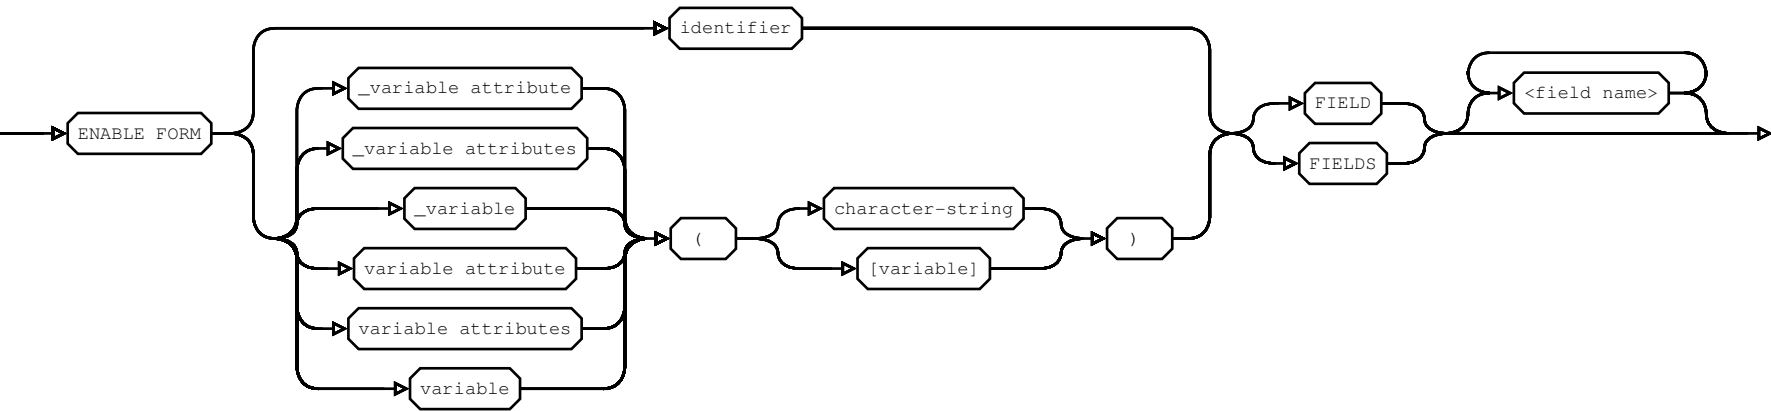 identifier
_variable attribute
<field name>
FIELD
ENABLE FORM
_variable attributes
FIELDS
_variable
character-string
(
)
variable attribute
[variable]
variable attributes
variable